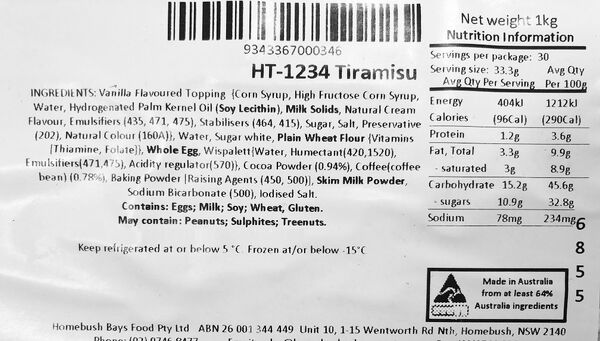 9343367000346
HT-1234 Tiramisu
INGREDIENTS: Vanilla Flavoured Topping {Corn Syrup, High Fructose Corn Syrup,
Water, Hydrogenated Palm Kernel Oil (Soy Lecithin), Milk Solids, Natural Cream
Flavour, Emulsifiers (435, 471, 475), Stabilisers (464, 415), Sugar, Salt, Preservative
(202), Natural Colour (160A)}, Water, Sugar white, Plain Wheat Flour {Vitamins
[Thiamine, Folate]}, Whole Egg, Wispalett{Water, Humectant(420,1520),
Emulsifiers(471,475), Acidity regulator(570)}, Cocoa Powder (0.94%), Coffee(coffee
bean) (0.78%), Baking Powder [Raising Agents (450, 500)], Skim Milk Powder,
Sodium Bicarbonate (500), Iodised Salt.
Contains: Eggs; Milk; Soy; Wheat, Gluten.
May contain: Peanuts; Sulphites; Treenuts.
Keep refrigerated at or below 5 °C. Frozen at/or below -15°C
Net weight 1kg
Nutrition Information
Servings per package: 30
Serving size: 33.3g Avg Qty
Avg Qty Per Serving Per 100g
Energy 404kJ 1212kJ
Calories (96Cal) (290Cal)
Protein 1.2g 3.6g
Fat, Total 3.3g 9.9g
- saturated 3g 8.9g
Carbohydrate 15.2g 45.6g
- sugars 10.9g 32.8g
Sodium 78mg 234mg
6
8
5
5
Made in Australia
from at least 64%
Australia ingredients
Homebush Bays Food Pty Ltd ABN 26 001 344 449 Unit 10, 1-15 Wentworth Rd Nth, Homebush, NSW 2140